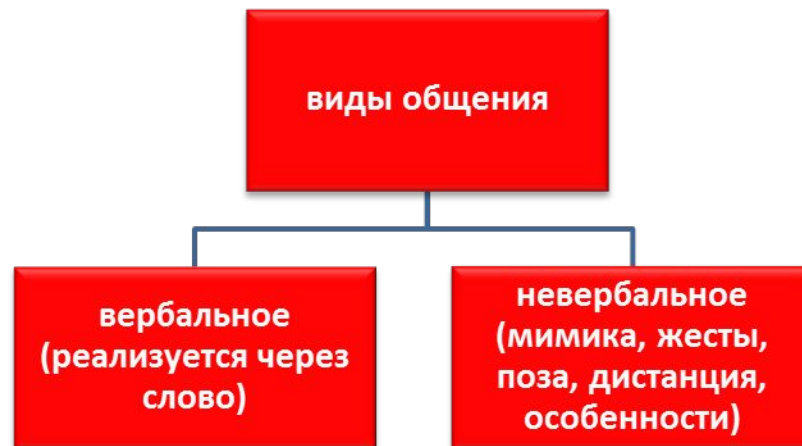 виды общения
вербальное
(реализуется через
слово)
невербальное
(мимика, жесты,
поза, дистанция,
особенности)